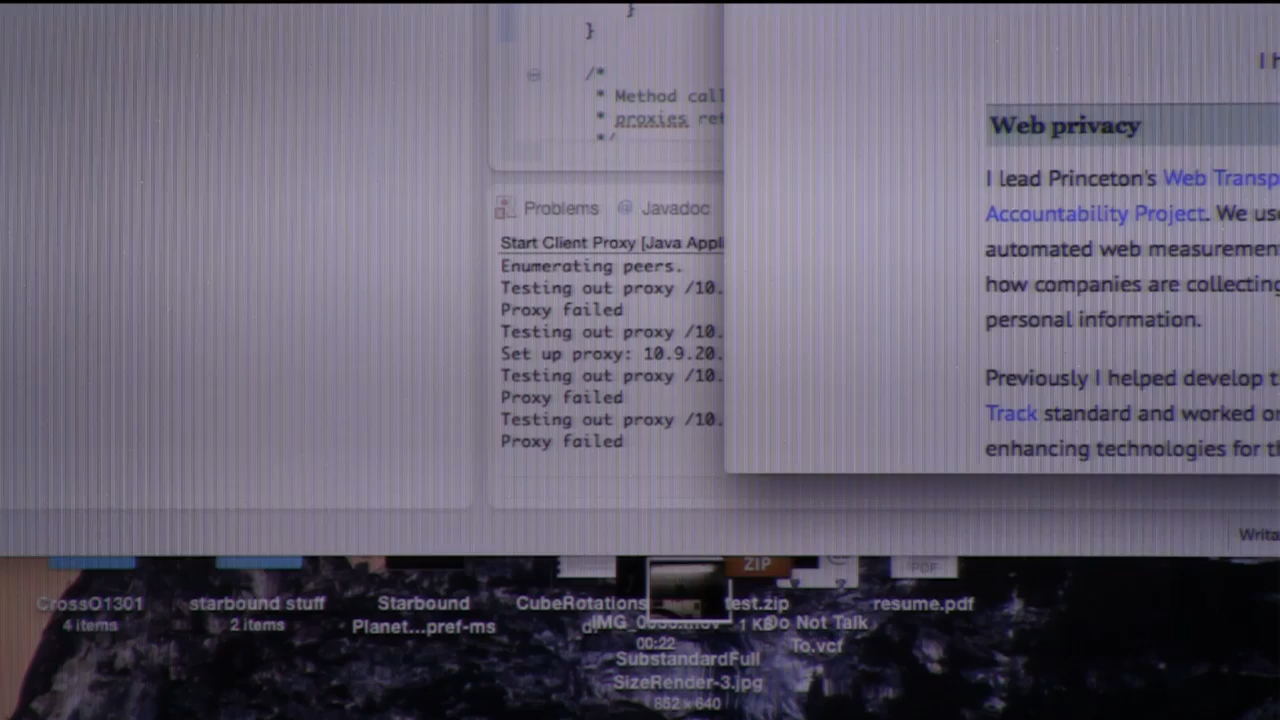 }
}
/*
* Method call
* proxies ret
*/
Problems @ Javadoc
Start Client Proxy [Java Appli
Enumerating peers.
Testing out proxy /10.
Proxy failed
Testing out proxy /10.
Set up proxy: 10.9.20.
Testing out proxy /10.
Proxy failed
Testing out proxy /10.
Proxy failed
I h
Web privacy
I lead Princeton's Web Transp
Accountability Project. We use
automated web measuremen
how companies are collecting
personal information.
Previously I helped develop t
Track standard and worked on
enhancing technologies for th
Writa
ZIP
PDF
CrossO1301
4 items
starbound stuff
2 items
Starbound
Planet...pref-ms
CubeRotations
00:22
SubstandardFull
SizeRender-3.jpg
852 x 640
test.zip
1 KB
Do Not Talk
To.vcf
resume.pdf